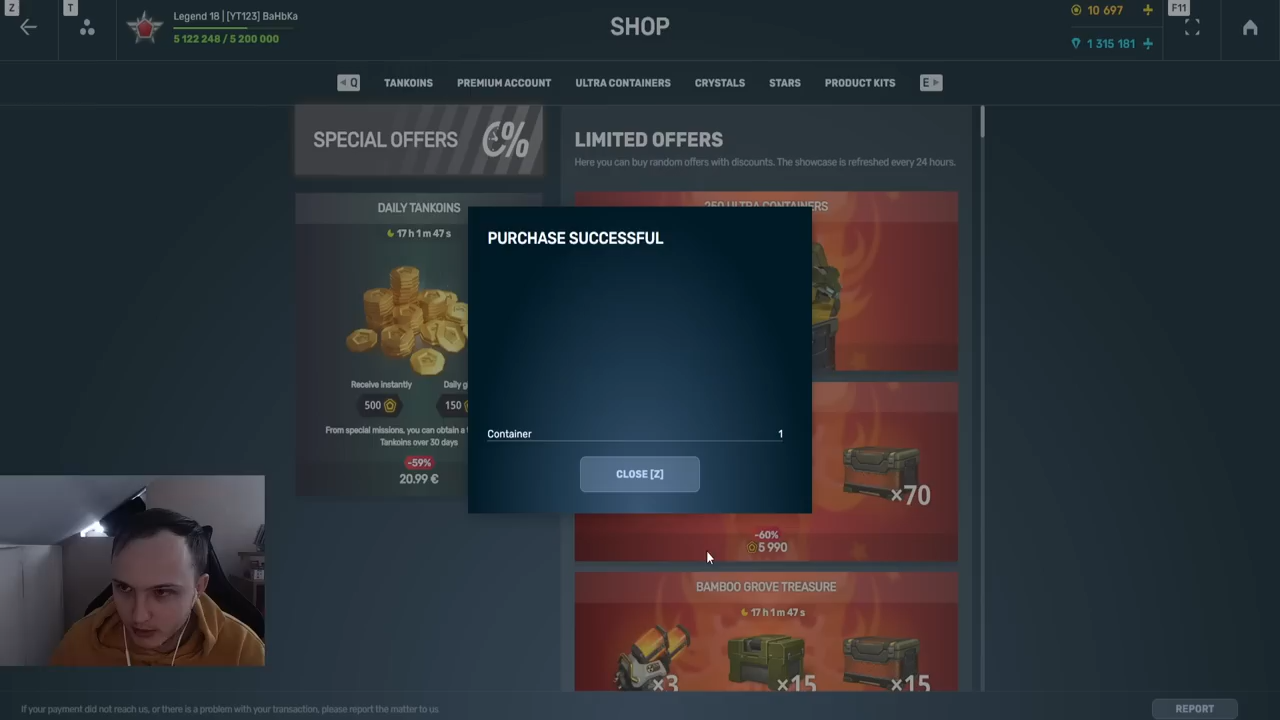 Z
T
Legend 18 | [YT123] BaHbKa
5 122 248 / 5 200 000
SHOP
10 697
F11
1 315 181
Q
TANKOINS
PREMIUM ACCOUNT
ULTRA CONTAINERS
CRYSTALS
STARS
PRODUCT KITS
E
SPECIAL OFFERS
%
LIMITED OFFERS
Here you can buy random offers with discounts. The showcase is refreshed every 24 hours.
DAILY TANKOINS
17 h 1 m 47 s
250 ULTRA CONTAINERS
PURCHASE SUCCESSFUL
Receive instantly
Daily g
500
150
From special missions, you can obtain a
Tankoins over 30 days
-59%
20.99 €
Container 1
CLOSE [Z]
×70
-60%
5 990
BAMBOO GROVE TREASURE
17 h 1 m 47 s
×3
×15
×15
If your payment did not reach us, or there is a problem with your transaction, please report the matter to us
REPORT